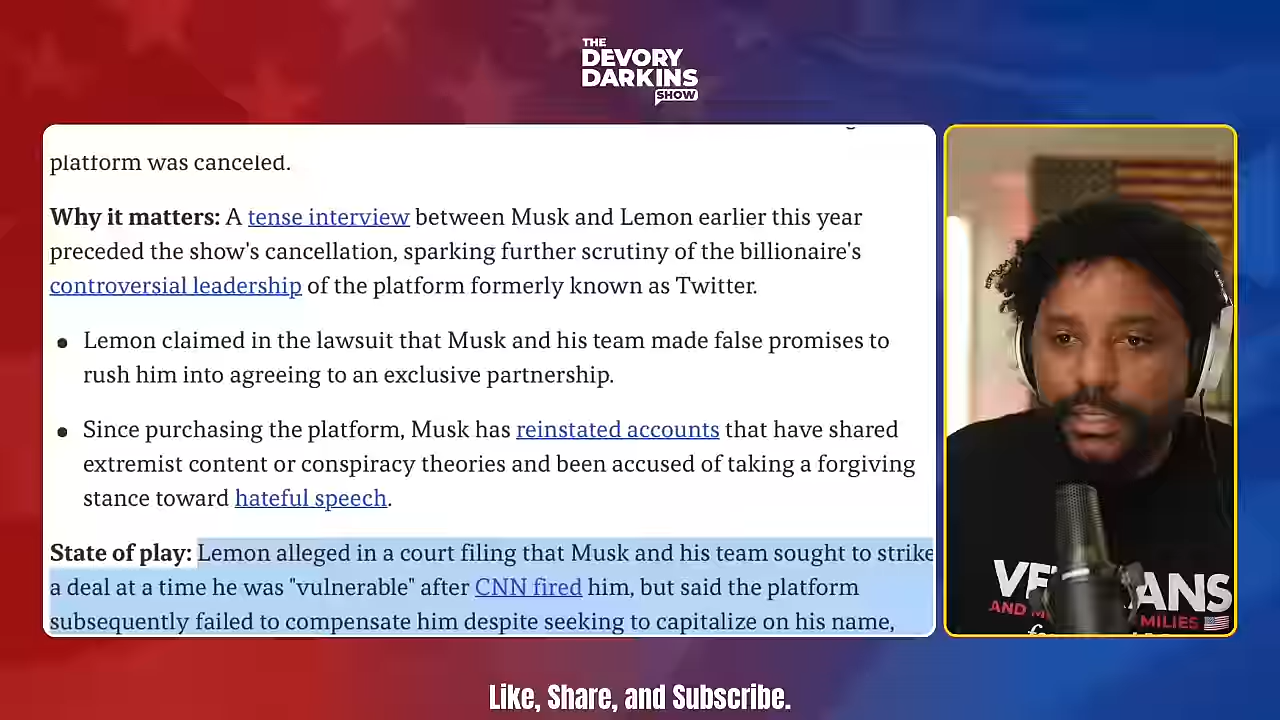 THE
DEVORY
DARKINS
SHOW
platform was canceled.
Why it matters: A tense interview between Musk and Lemon earlier this year
preceded the show's cancellation, sparking further scrutiny of the billionaire's
controversial leadership of the platform formerly known as Twitter.
• Lemon claimed in the lawsuit that Musk and his team made false promises to
rush him into agreeing to an exclusive partnership.
• Since purchasing the platform, Musk has reinstated accounts that have shared
extremist content or conspiracy theories and been accused of taking a forgiving
stance toward hateful speech.
State of play: Lemon alleged in a court filing that Musk and his team sought to strike
a deal at a time he was "vulnerable" after CNN fired him, but said the platform
subsequently failed to compensate him despite seeking to capitalize on his name,
AND
Like, Share, and Subscribe.